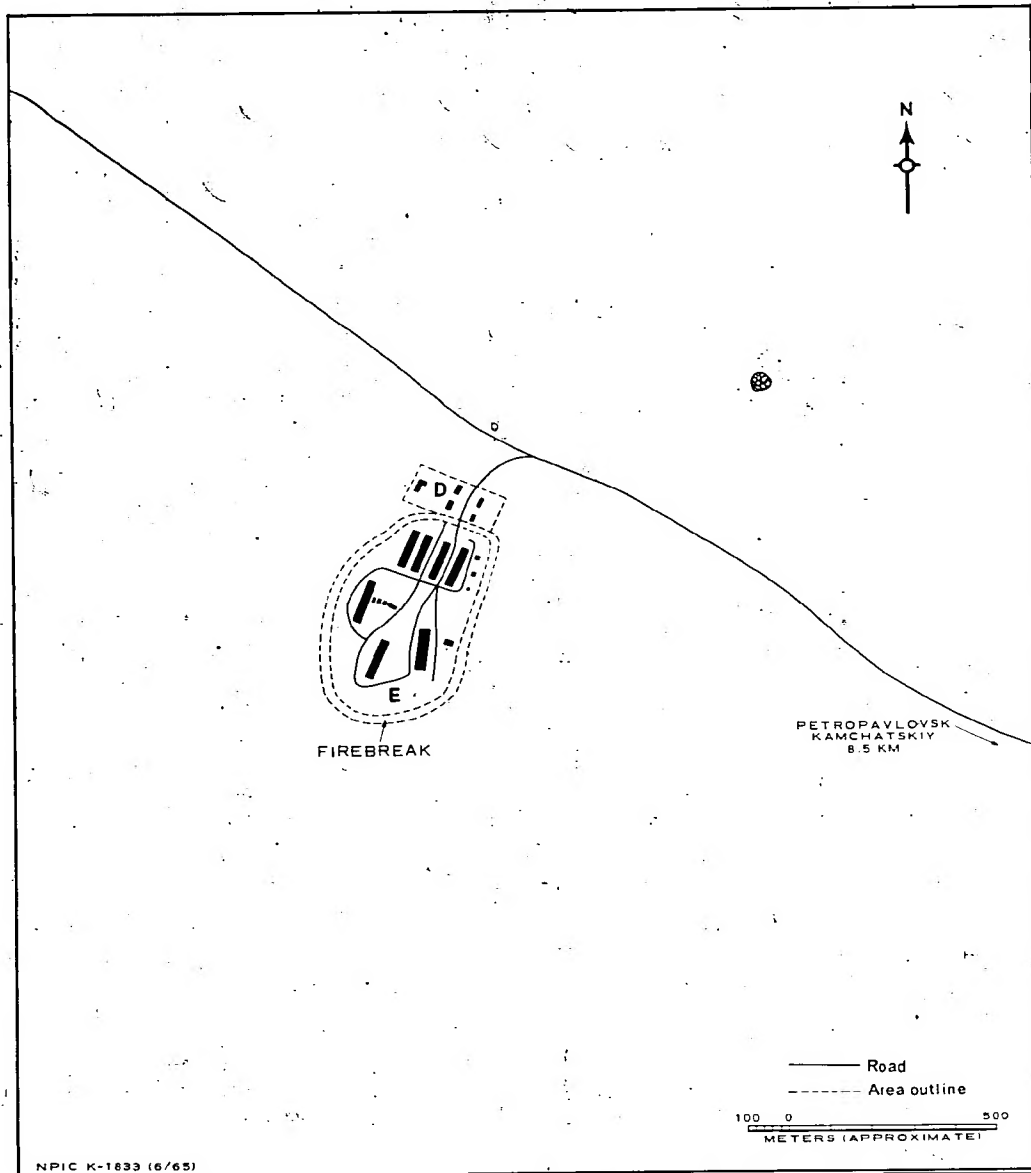 N
D
E
FIREBREAK
PETROPAVLOVSK
KAMCHATSKIY
8.5 KM
Road
Area outline
100 0 500
METERS (APPROXIMATE)
NPIC K-1833 (6/65)